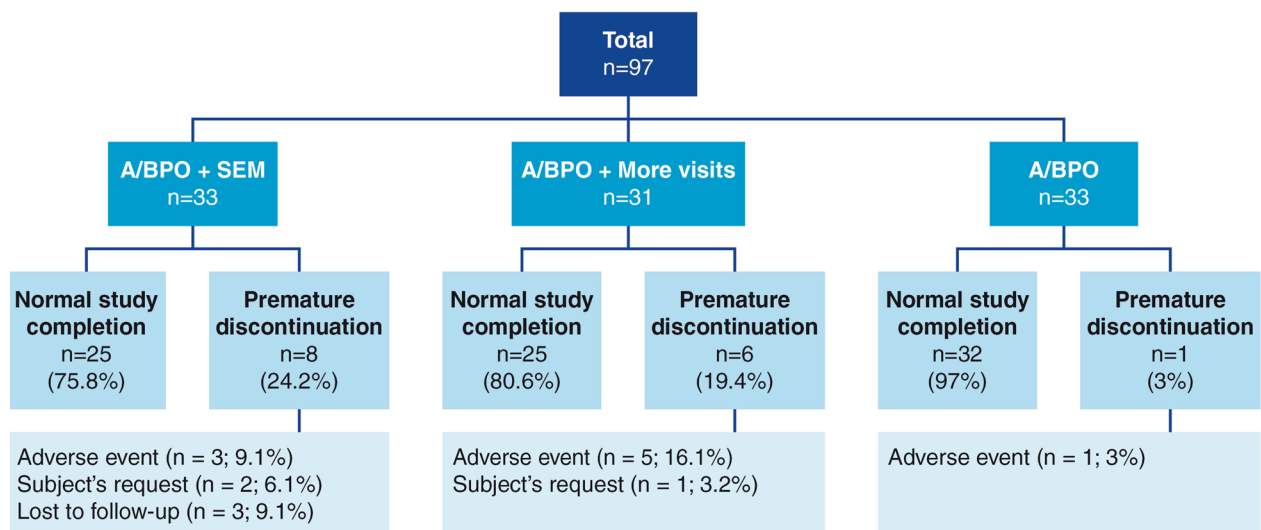 Total
n=97
A/BPO + SEM
n=33
A/BPO + More visits
n=31
A/BPO
n=33
Normal study
completion
n=25
(75.8%)
Premature
discontinuation
n=8
(24.2%)
Normal study
completion
n=25
(80.6%)
Premature
discontinuation
n=6
(19.4%)
Normal study
completion
n=32
(97%)
Premature
discontinuation
n=1
(3%)
Adverse event (n = 3; 9.1%)
Subject’s request (n = 2; 6.1%)
Lost to follow-up (n = 3; 9.1%)
Adverse event (n = 5; 16.1%)
Subject’s request (n = 1; 3.2%)
Adverse event (n = 1; 3%)